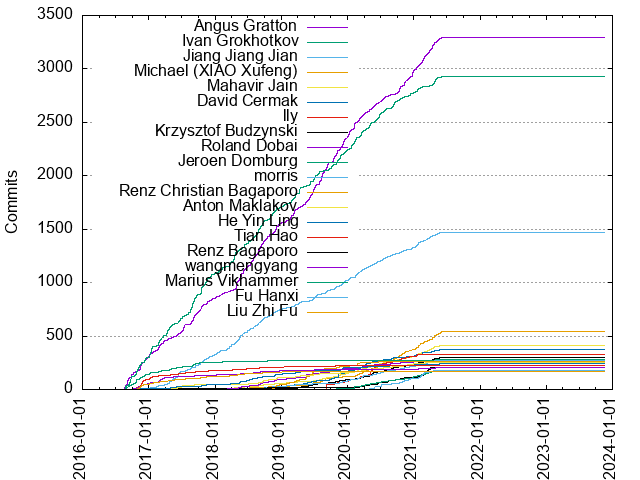 3500
3000
2500
2000
1500
1000
500
0
Commits
Angus Gratton
Ivan Grokhotkov
Jiang Jiang Jian
Michael (XIAO Xufeng)
Mahavir Jain
David Cermak
Ily
Krzysztof Budzynski
Roland Dobai
Jeroen Domburg
morris
Renz Christian Bagaporo
Anton Maklakov
He Yin Ling
Tian Hao
Renz Bagaporo
wangmengyang
Marius Vikhammer
Fu Hanxi
Liu Zhi Fu
2016-01-01
2017-01-01
2018-01-01
2019-01-01
2020-01-01
2021-01-01
2022-01-01
2023-01-01
2024-01-01